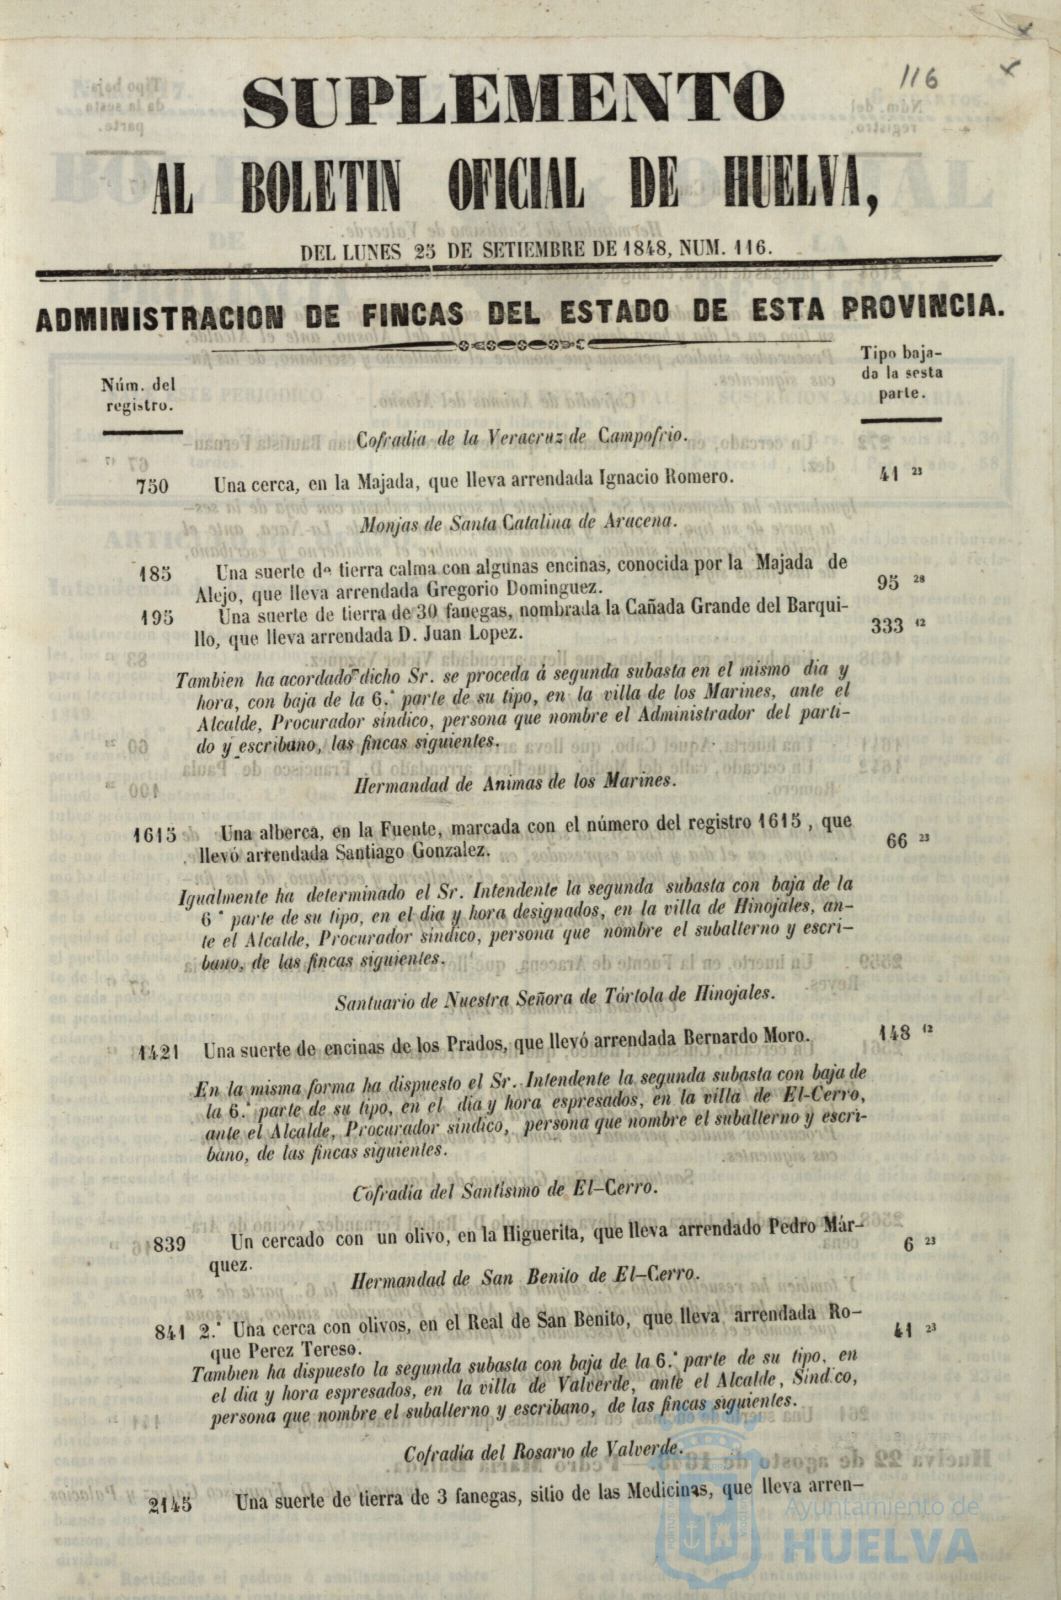 116
SUPLEMENTO
AL BOLETIN OFICIAL DE HUELVA,
DEL LUNES 25 DE SETIEMBRE DE 1848, NUM. 116.
ADMINISTRACION DE FINCAS DEL ESTADO DE ESTA PROVINCIA.
Núm. del
registro.
Tipo baja-
da la sesta
parte.
Cofradia de la Veracruz de Campofrio.
750 Una cerca, en la Majada, que lleva arrendada Ignacio Romero. 41 23
Monjas de Santa Catalina de Aracena.
185 Una suerte de tierra calma con algunas encinas, conocida por la Majada de
Alejo, que lleva arrendada Gregorio Dominguez. 95 28
195 Una suerte de tierra de 30 fanegas, nombrada la Cañada Grande del Barqui-
llo, que lleva arrendada D. Juan Lopez. 333 12
Tambien ha acordado dicho Sr. se proceda á segunda subasta en el mismo dia y
hora, con baja de la 6.ª parte de su tipo, en la villa de los Marines, ante el
Alcalde, Procurador síndico, persona que nombre el Administrador del parti-
do y escribano, las fincas siguientes.
Hermandad de Animas de los Marines.
1615 Una alberca, en la Fuente, marcada con el número del registro 1615, que
llevó arrendada Santiago Gonzalez. 66 23
Igualmente ha determinado el Sr. Intendente la segunda subasta con baja de la
6ª parte de su tipo, en el dia y hora designados, en la villa de Hinojales, an-
te el Alcalde, Procurador sindico, persona que nombre el subalterno y escri-
bano, de las fincas siguientes.
Santuario de Nuestra Señora de Tórtola de Hinojales.
1421 Una suerte de encinas de los Prados, que llevó arrendada Bernardo Moro. 148 12
En la misma forma ha dispuesto el Sr. Intendente la segunda subasta con baja de
la 6.ª parte de su tipo, en el dia y hora espresados, en la villa de El-Cerro,
ante el Alcalde, Procurador sindico, persona que nombre el subalterno y escri-
bano, de las fincas siguientes.
Cofradía del Santísimo de El-Cerro.
839 Un cercado con un olivo, en la Higuerita, que lleva arrendado Pedro Már-
quez. 6 23
Hermandad de San Benito de El-Cerro.
841 2.ª Una cerca con olivos, en el Real de San Benito, que lleva arrendada Ro-
que Perez Tereso. 41 23
Tambien ha dispuesto la segunda subasta con baja de la 6.ª parte de su tipo, en
el dia y hora espresados, en la villa de Valverde, ante el Alcalde, Sindico,
persona que nombre el subalterno y escribano, de las fincas siguientes.
Cofradía del Rosario de Valverde.
2145 Una suerte de tierra de 3 fanegas, sitio de las Medicinas, que lleva arren-
Ayuntamiento de
HUELVA